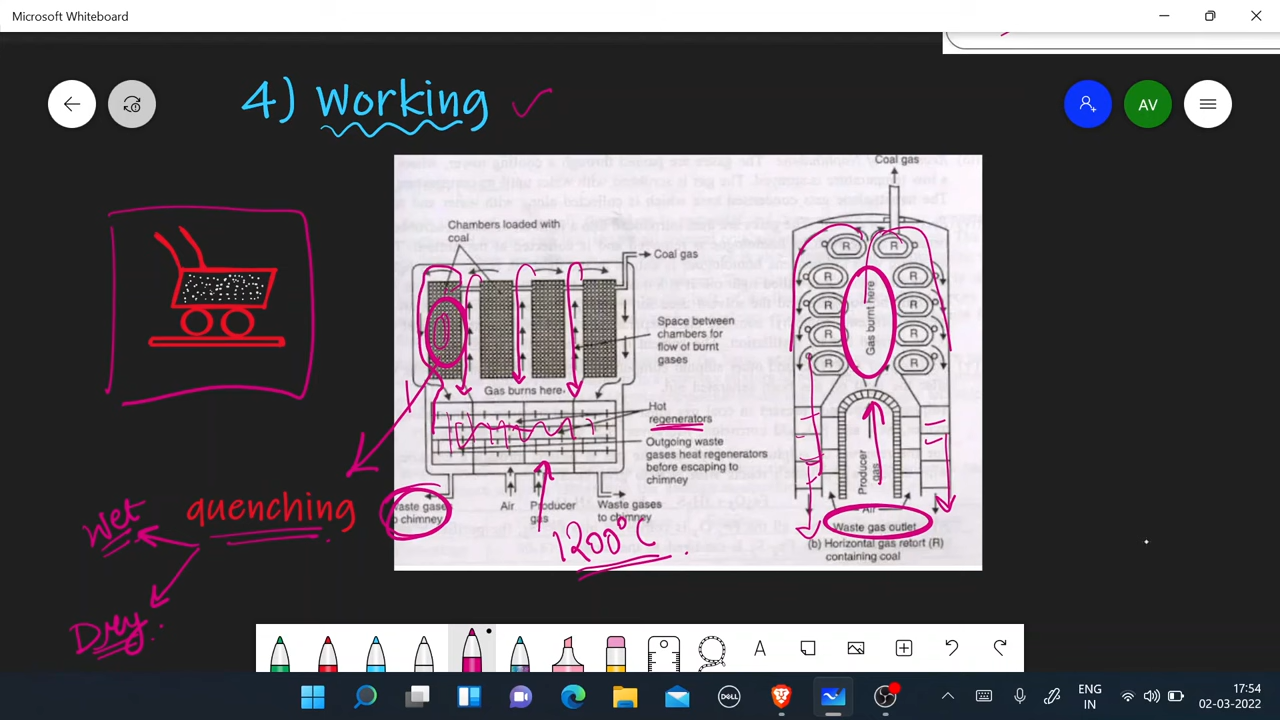 Microsoft Whiteboard
4) Working
AV
Coal gas
Chambers loaded with
coal
Coal gas
Space between
chambers for
flow of burnt
gases
Gas burns here
Hot
regenerators
Outgoing waste
gases heat regenerators
before escaping to
chimney
Waste gases
to chimney
Air
Producer
gas
Waste gases
to chimney
1200°C
R R
R R
R R
R R
R R
Gas burnt here
Producer
gas
Air
Waste gas outlet
(b) Horizontal gas retort (R)
containing coal
quenching
Wet
Dry
A
DELL
ENG
IN
17:54
02-03-2022